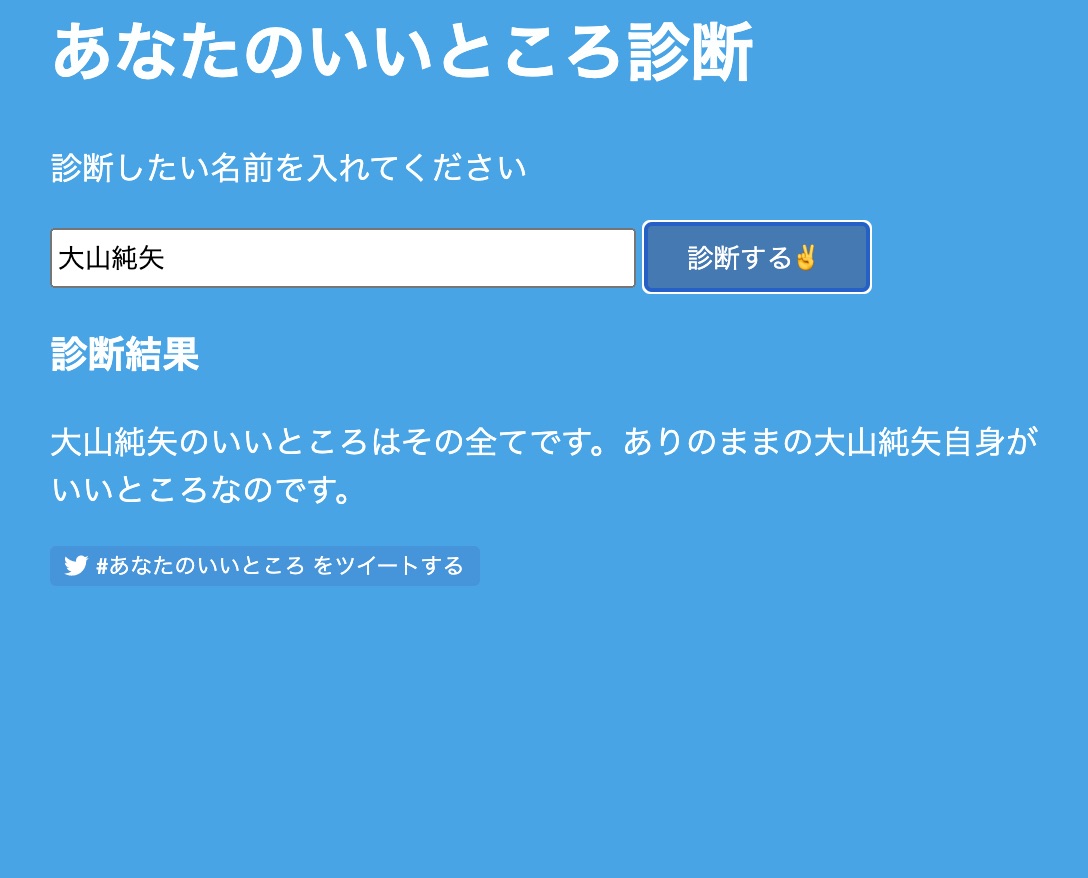 あなたのいいところ診断
診断したい名前を入れてください
大山純矢
診断する✌️
診断結果
大山純矢のいいところはその全てです。ありのままの大山純矢自身が
いいところなのです。
#あなたのいいところ をツイートする